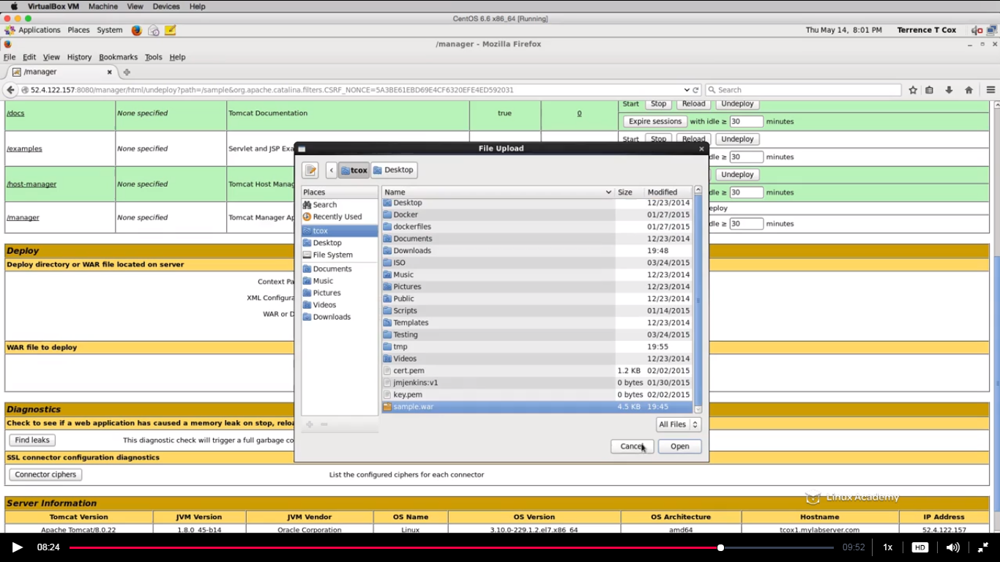 VirtualBox VM Machine View Devices Help
CentOS 6.6 x86_64 [Running]
Applications Places System Thu May 14, 8:01 PM Terrence T Cox
/manager - Mozilla Firefox
File Edit View History Bookmarks Tools Help
/manager
52.4.122.157:8080/manager/html/undeploy?path=/sample&org.apache.catalina.filters.CSRF_NONCE=5A3BE61EBD69E4CF6320EFE4ED592031 Search
Start Stop Reload Undeploy
/docs None specified Tomcat Documentation true 0
Expire sessions with idle ≥ 30 minutes
Start Stop Reload Undeploy
/examples None specified Servlet and JSP Exa
dle ≥ 30 minutes
Undeploy
/host-manager None specified Tomcat Host Manag
dle ≥ 30 minutes
eploy
/manager None specified Tomcat Manager Ap
dle ≥ 30 minutes
Deploy
Deploy directory or WAR file located on server
Context Pa
XML Configura
WAR or D
WAR file to deploy
File Upload
tcox Desktop
Places
Search
Recently Used
tcox
Desktop
File System
Documents
Music
Pictures
Videos
Downloads
Name Size Modified
Desktop 12/23/2014
Docker 01/27/2015
dockerfiles 01/27/2015
Documents 12/23/2014
Downloads 19:48
ISO 03/24/2015
Music 12/23/2014
Pictures 12/23/2014
Public 12/23/2014
Scripts 01/14/2015
Templates 12/23/2014
Testing 03/24/2015
tmp 19:55
Videos 12/23/2014
cert.pem 1.2 KB 02/02/2015
jmjenkins:v1 0 bytes 01/30/2015
key.pem 0 bytes 02/02/2015
sample.war 4.5 KB 19:45
All Files
Cancel Open
Diagnostics
Check to see if a web application has caused a memory leak on stop, reloa
Find leaks This diagnostic check will trigger a full garbage co
SSL connector configuration diagnostics
Connector ciphers List the configured ciphers for each connector
Linux Academy
Server Information
Tomcat Version JVM Version JVM Vendor OS Name OS Version OS Architecture Hostname IP Address
Apache Tomcat/8.0.22 1.8.0_45-b14 Oracle Corporation Linux 3.10.0-229.1.2.el7.x86_64 amd64 tcox1.mylabserver.com 52.4.122.157
08:24 09:52 1x HD